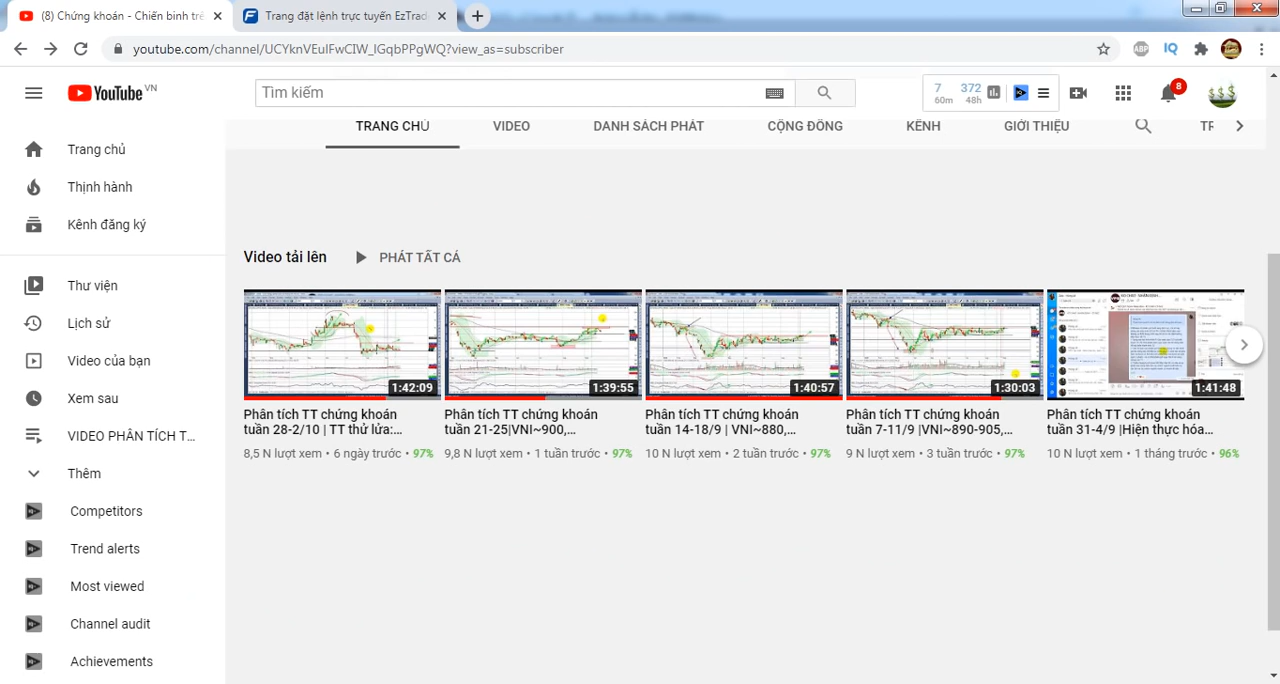 (8) Chứng khoán - Chiến binh trẻ
Trang đặt lệnh trực tuyến EzTrad
youtube.com/channel/UCYknVEuIFwCIW_lGqbPPgWQ?view_as=subscriber
ABP
IQ
YouTube VN
Tìm kiếm
7 372
60m 48h
8
TRANG CHỦ VIDEO DANH SÁCH PHÁT CỘNG ĐỒNG KÊNH GIỚI THIỆU TR
Trang chủ
Thịnh hành
Kênh đăng ký
Thư viện
Lịch sử
Video của bạn
Xem sau
VIDEO PHÂN TÍCH T...
Thêm
Competitors
Trend alerts
Most viewed
Channel audit
Achievements
Video tải lên PHÁT TẤT CẢ
1:42:09
Phân tích TT chứng khoán
tuần 28-2/10 | TT thử lửa:...
8,5 N lượt xem • 6 ngày trước • 97%
1:39:55
Phân tích TT chứng khoán
tuần 21-25|VNI~900,...
9,8 N lượt xem • 1 tuần trước • 97%
1:40:57
Phân tích TT chứng khoán
tuần 14-18/9 | VNI~880,...
10 N lượt xem • 2 tuần trước • 97%
1:30:03
Phân tích TT chứng khoán
tuần 7-11/9 |VNI~890-905,...
9 N lượt xem • 3 tuần trước • 97%
1:41:48
Phân tích TT chứng khoán
tuần 31-4/9 |Hiện thực hóa...
10 N lượt xem • 1 tháng trước • 96%